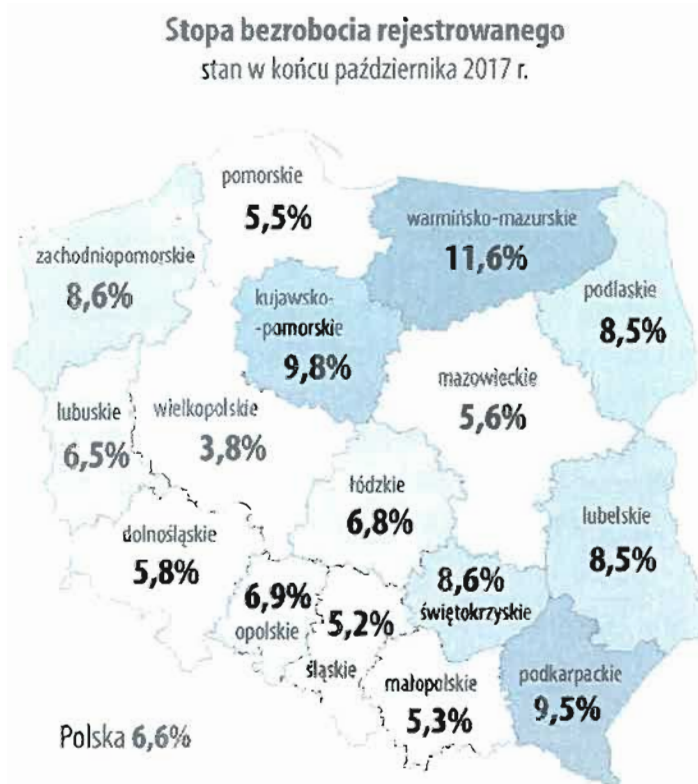 Stopa bezrobocia rejestrowanego
stan w końcu października 2017 r.
pomorskie
5,5%
warmińsko-mazurskie
11,6%
zachodniopomorskie
8,6%
kujawsko-
-pomorskie
9,8%
podlaskie
8,5%
mazowieckie
5,6%
lubuskie
6,5%
wielkopolskie
3,8%
łódzkie
6,8%
lubelskie
8,5%
dolnośląskie
5,8%
6,9%
opolskie
5,2%
śląskie
8,6%
świętokrzyskie
małopolskie
5,3%
podkarpackie
9,5%
Polska 6,6%